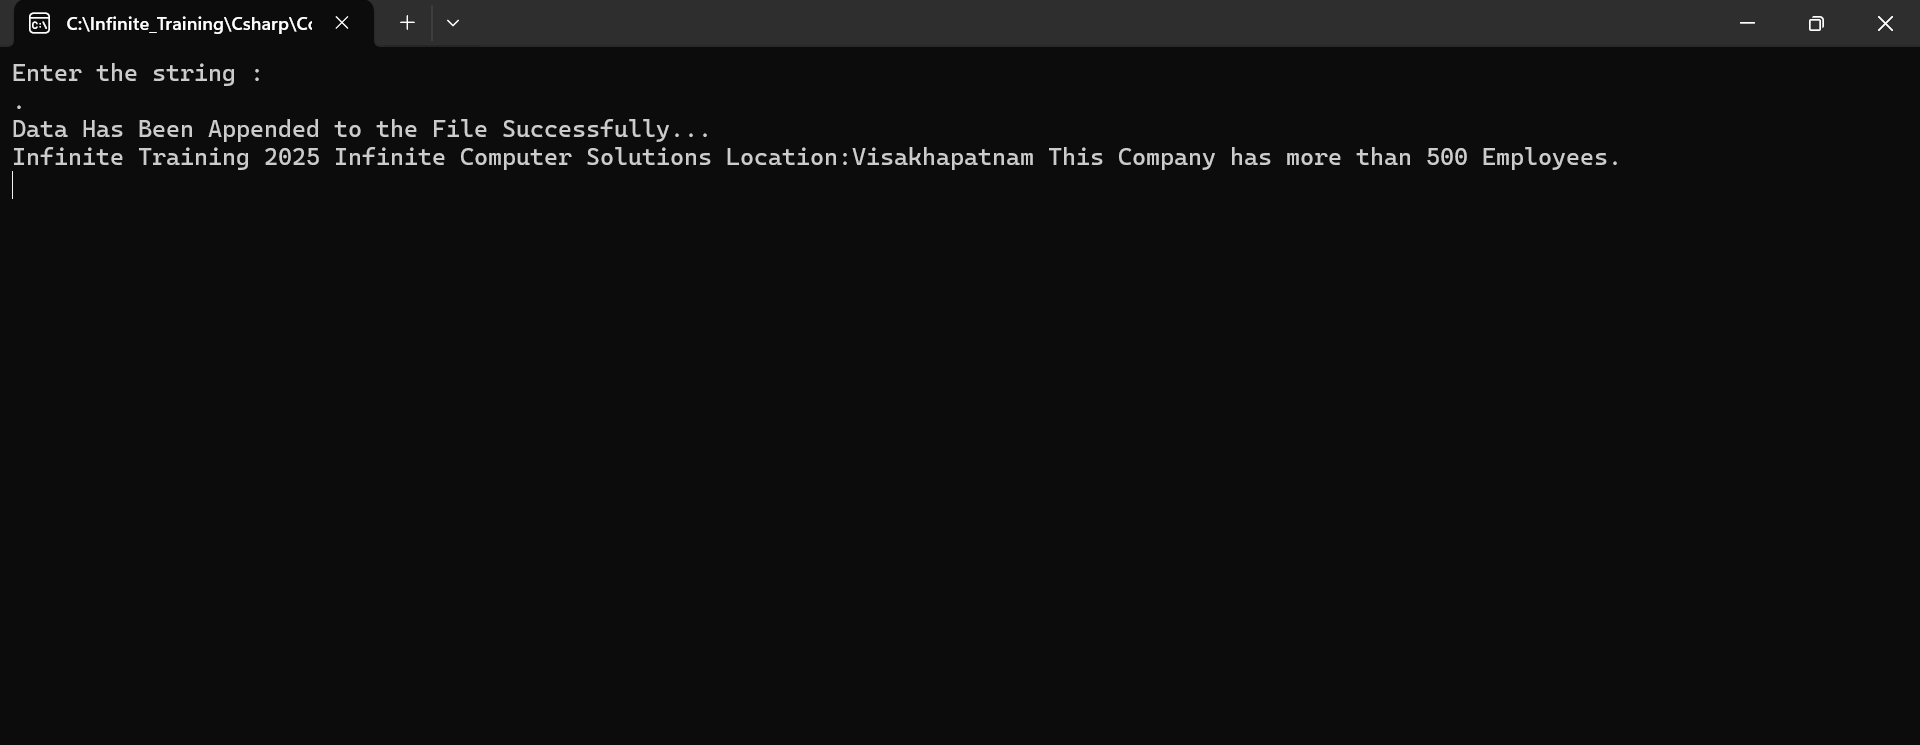 C:\Infinite_Training\Csharp\Co
Enter the string :
.
Data Has Been Appended to the File Successfully...
Infinite Training 2025 Infinite Computer Solutions Location:Visakhapatnam This Company has more than 500 Employees.